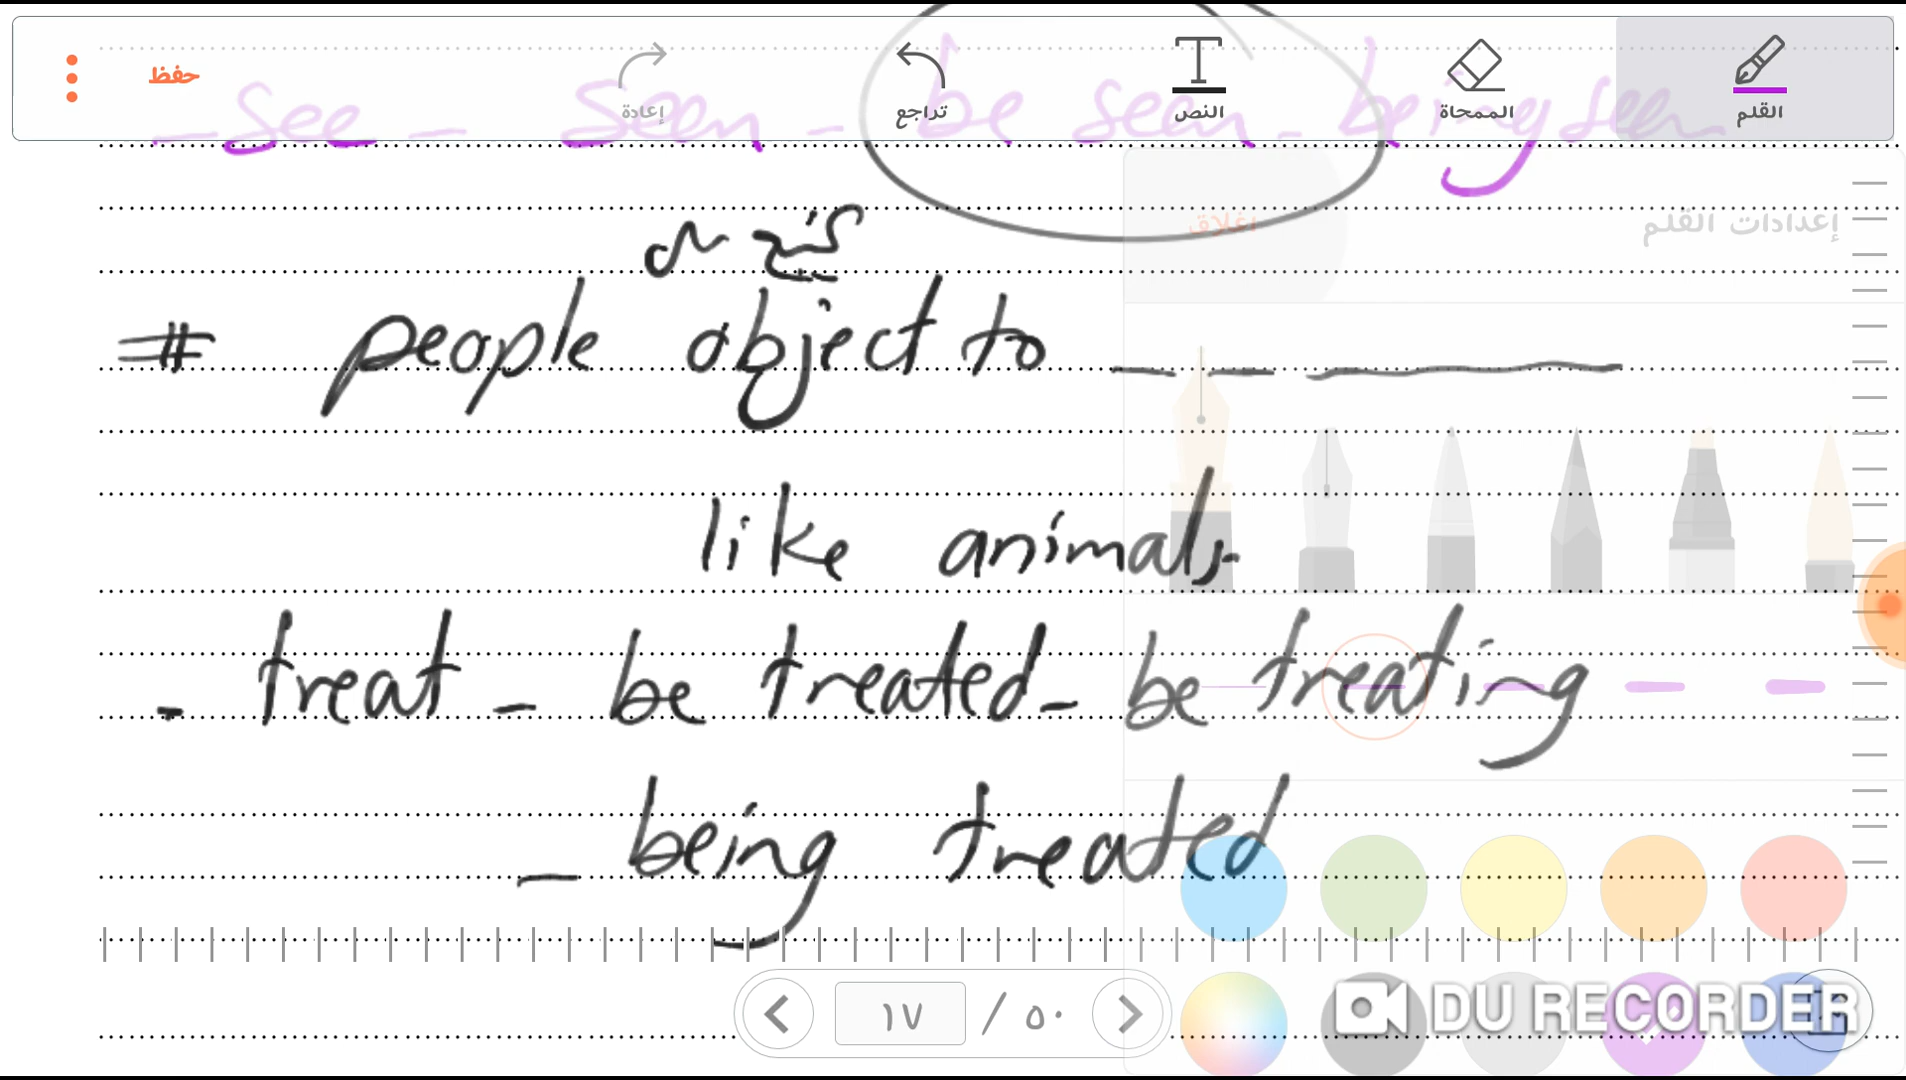 حفظ إعادة تراجع النص الممحاة القلم
- see - seen - be seen - being seen
إعدادات القلم اغلاق
# people object to
like animals.
- treat - be treated - be treating
- being treated
١٧ / ٥٠
DU RECORDER